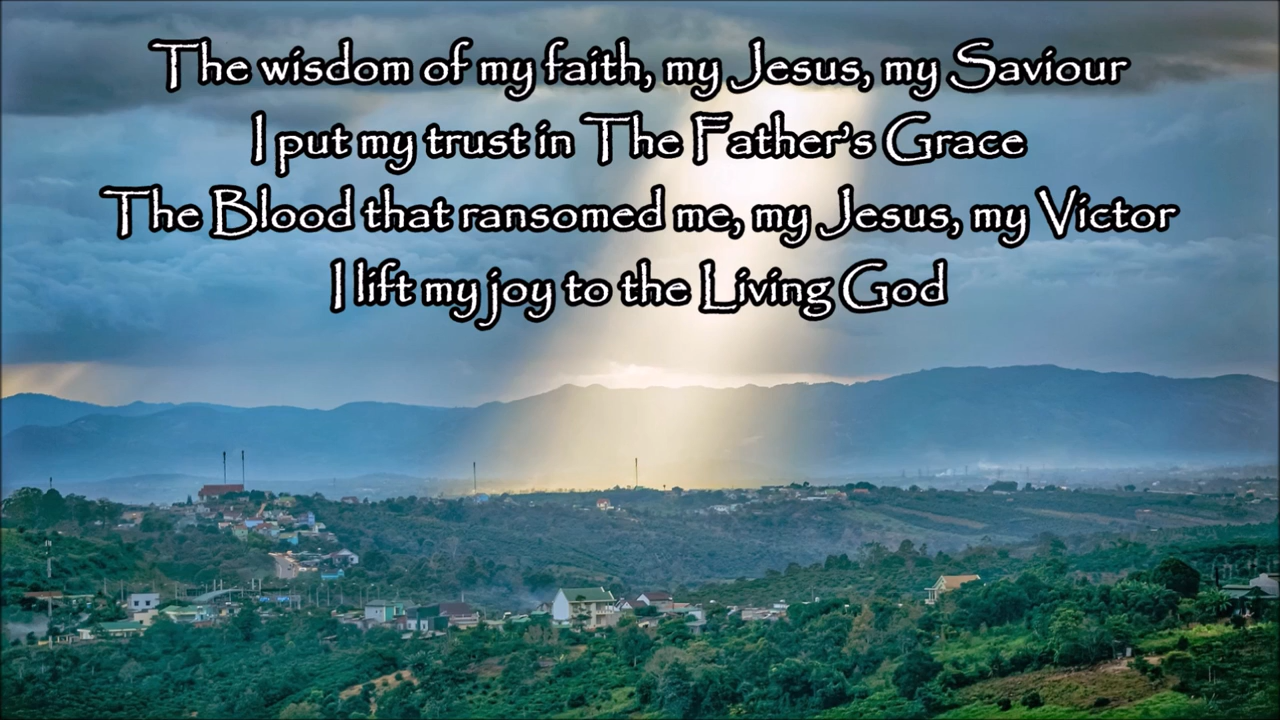 The wisdom of my faith, my Jesus, my Saviour
I put my trust in The Father's Grace
The Blood that ransomed me, my Jesus, my Victor
I lift my joy to the Living God